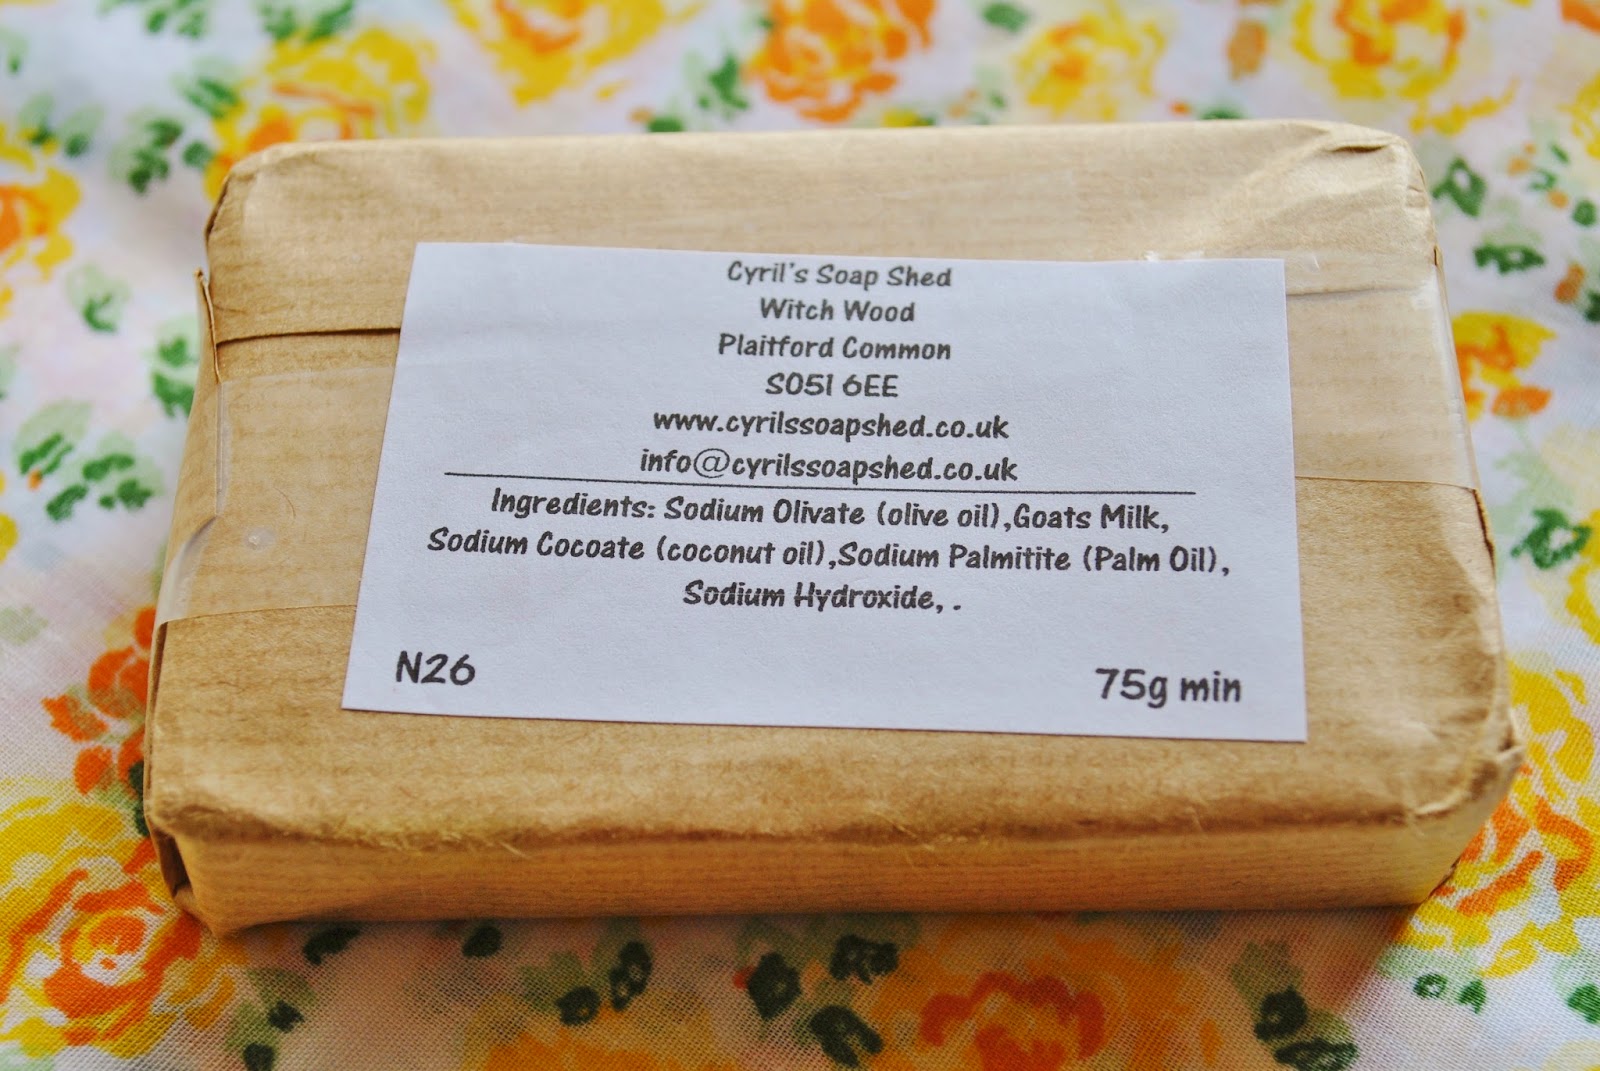 Cyril's Soap Shed
Witch Wood
Plaitford Common
SO51 6EE
www.cyrilssoapshed.co.uk
info@cyrilssoapshed.co.uk
Ingredients: Sodium Olivate (olive oil),Goats Milk,
Sodium Cocoate (coconut oil),Sodium Palmitite (Palm Oil),
Sodium Hydroxide, .
N26
75g min